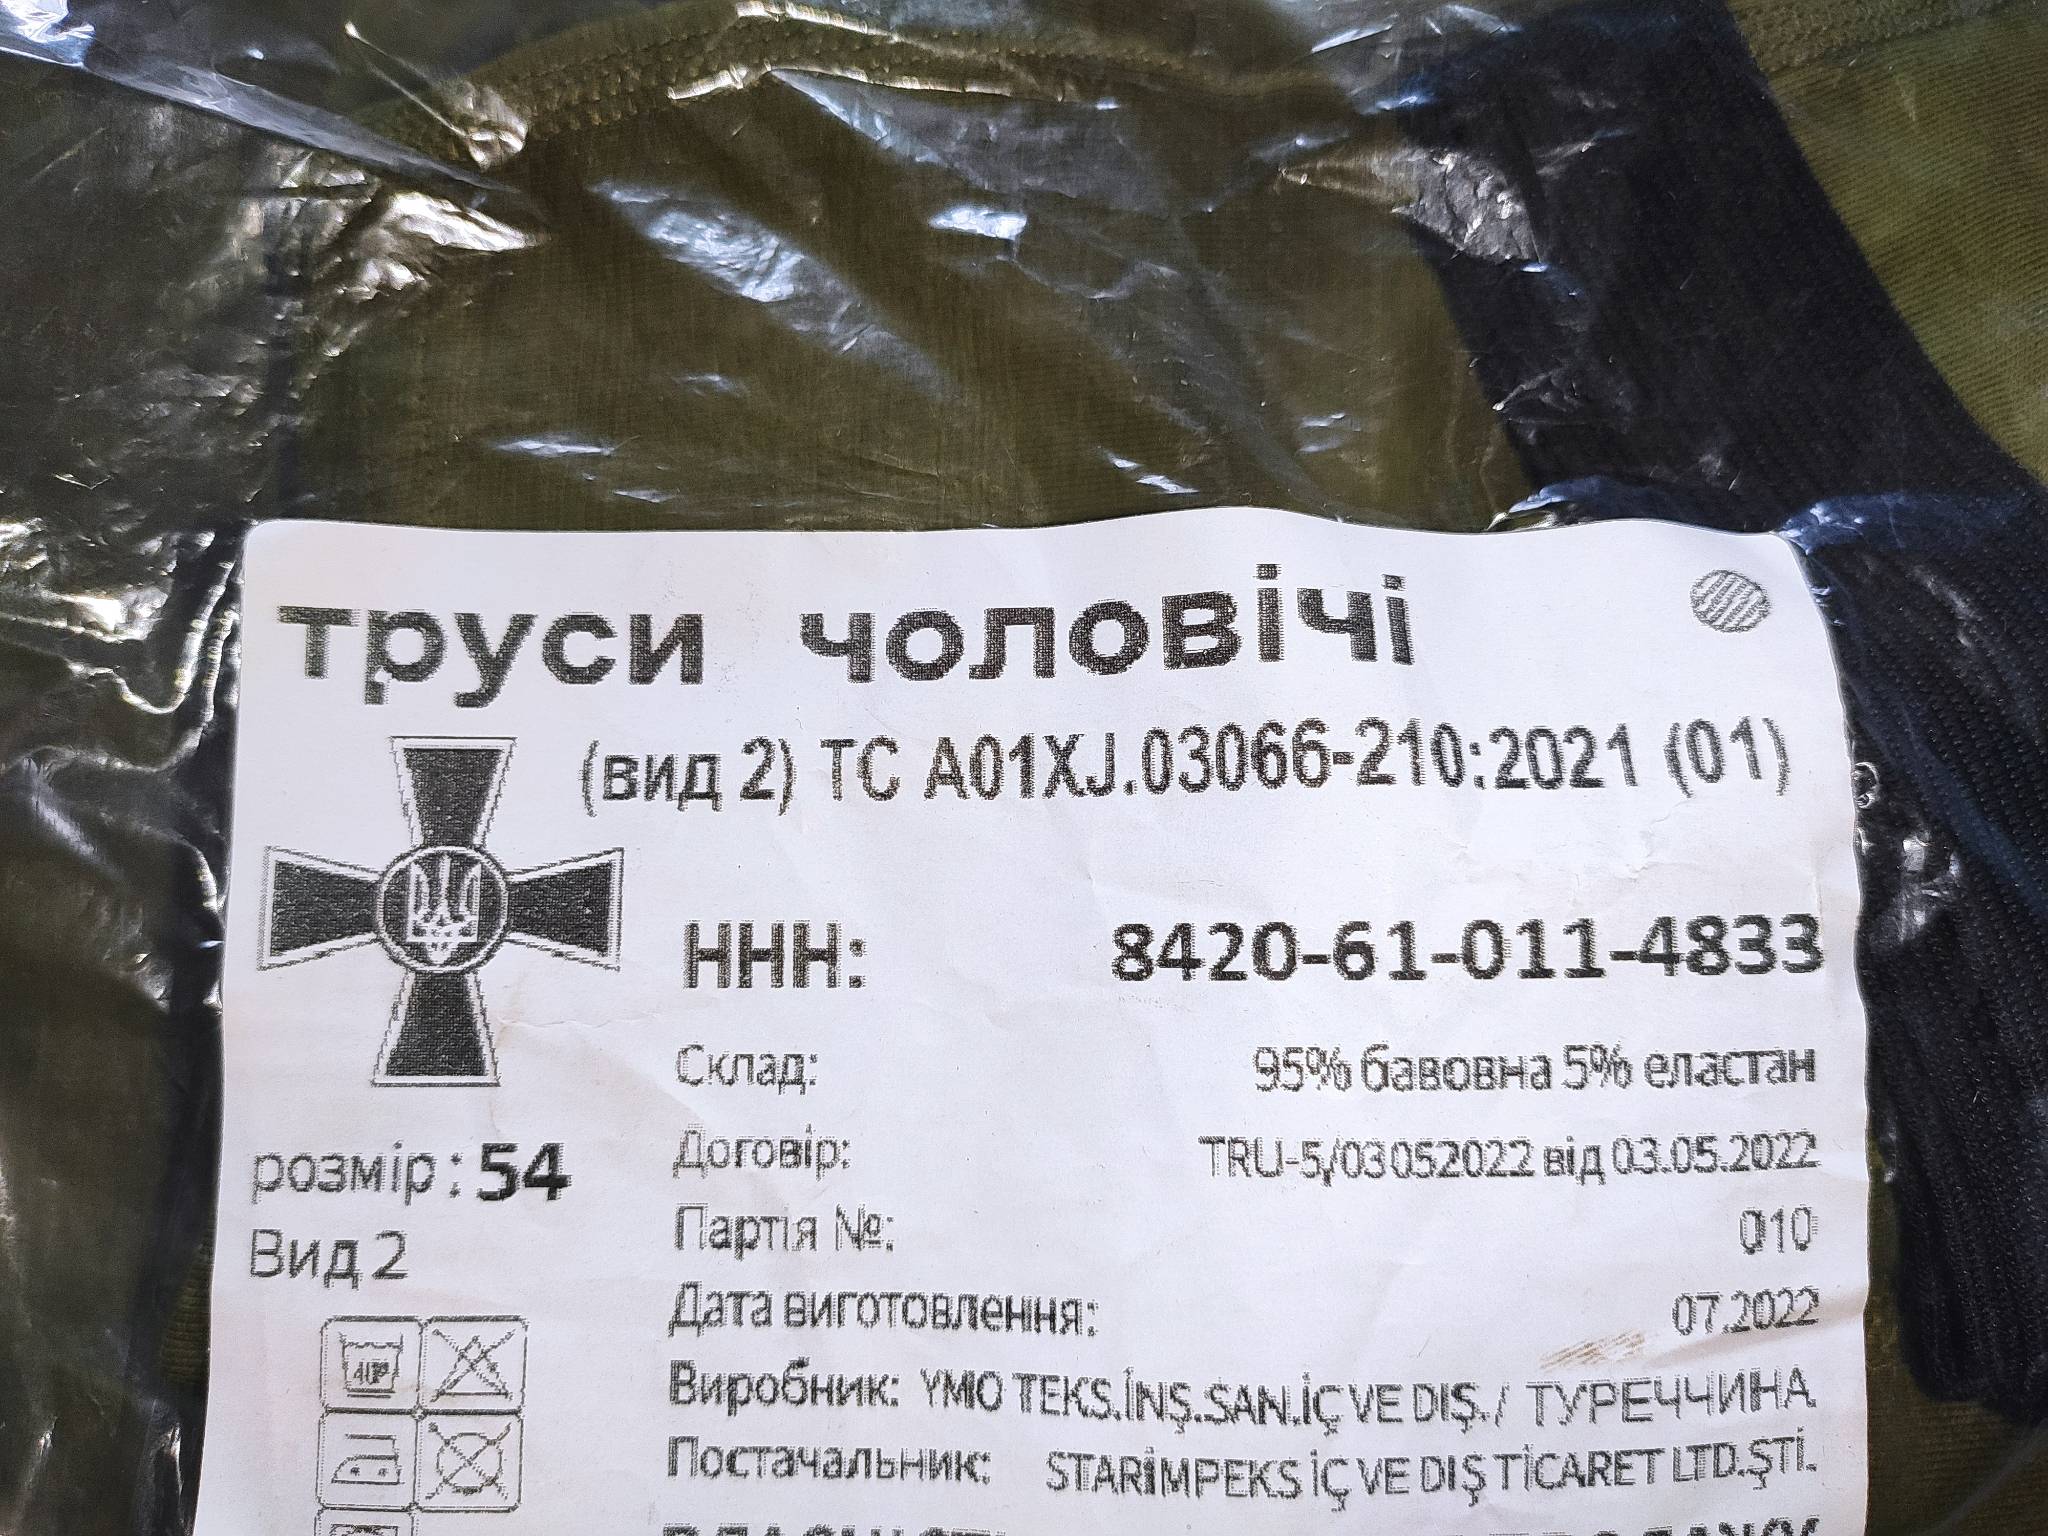 труси чоловічі
(вид 2) ТС А01XJ.03066-210:2021 (01)
ННН: 8420-61-011-4833
Склад: 95% бавовна 5% еластан
розмір: 54
Договір: TRU-5/03052022 від 03.05.2022
Вид 2
Партія №: 010
Дата виготовлення: 07.2022
40°
Виробник: YMO TEKS.İNŞ.SAN.İÇ VE DIŞ. / ТУРЕЧЧИНА
Постачальник: STARİMPEKS İÇ VE DIŞ TİCARET LTD.ŞTİ.